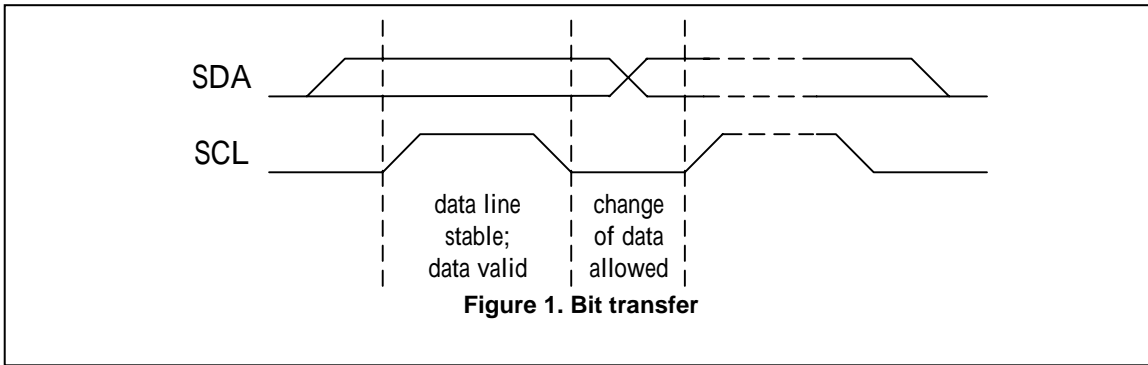 SDA
SCL
data line
stable;
data valid
change
of data
allowed
Figure 1. Bit transfer